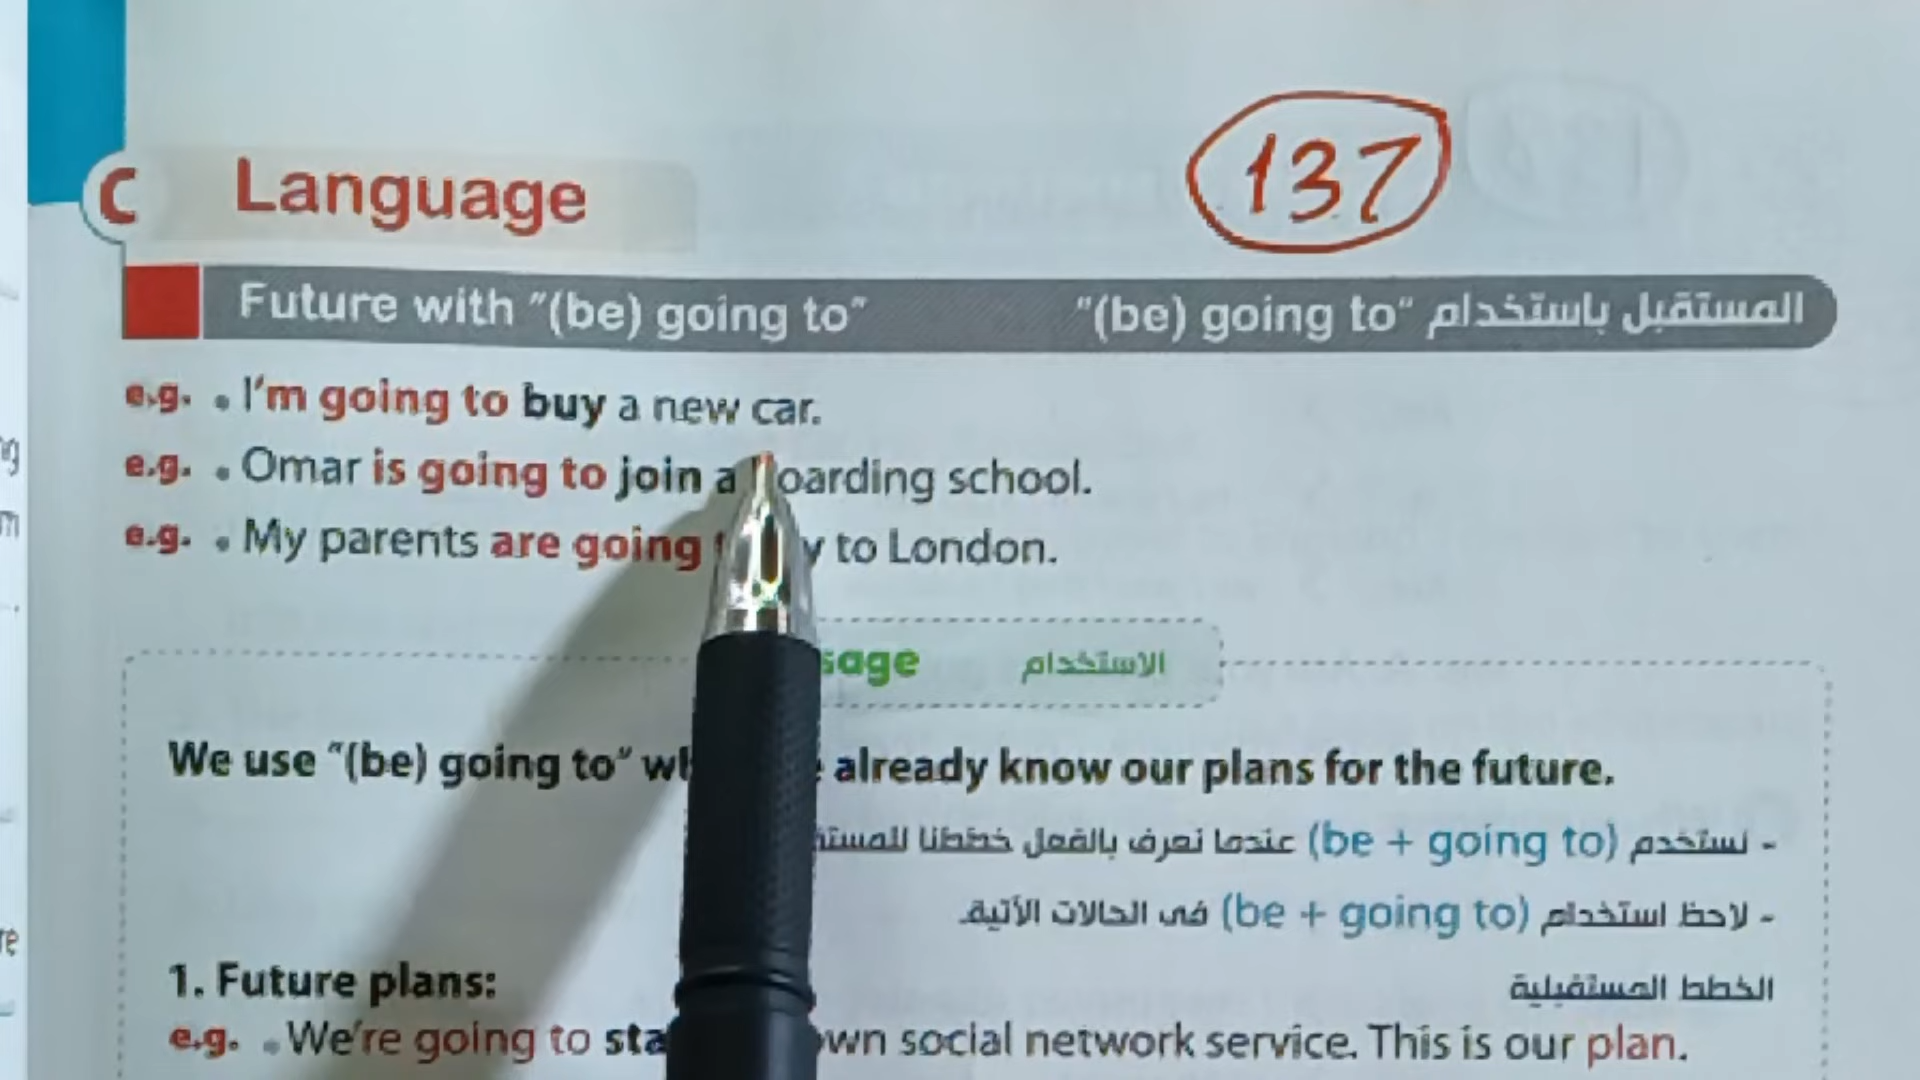 137
C Language
Future with "(be) going to" المستقبل باستخدام "(be) going to"
e.g. • I'm going to buy a new car.
e.g. • Omar is going to join a oarding school.
e.g. • My parents are going to London.
الاستخدام
We use "(be) going to" already know our plans for the future.
- نستخدم (be + going to) عندما نعرف بالفعل خططنا
- لاحظ استخدام (be + going to) فى الحالات الآتية.
1. Future plans: الخطط المستقبلية
e.g. • We're going to own social network service. This is our plan.